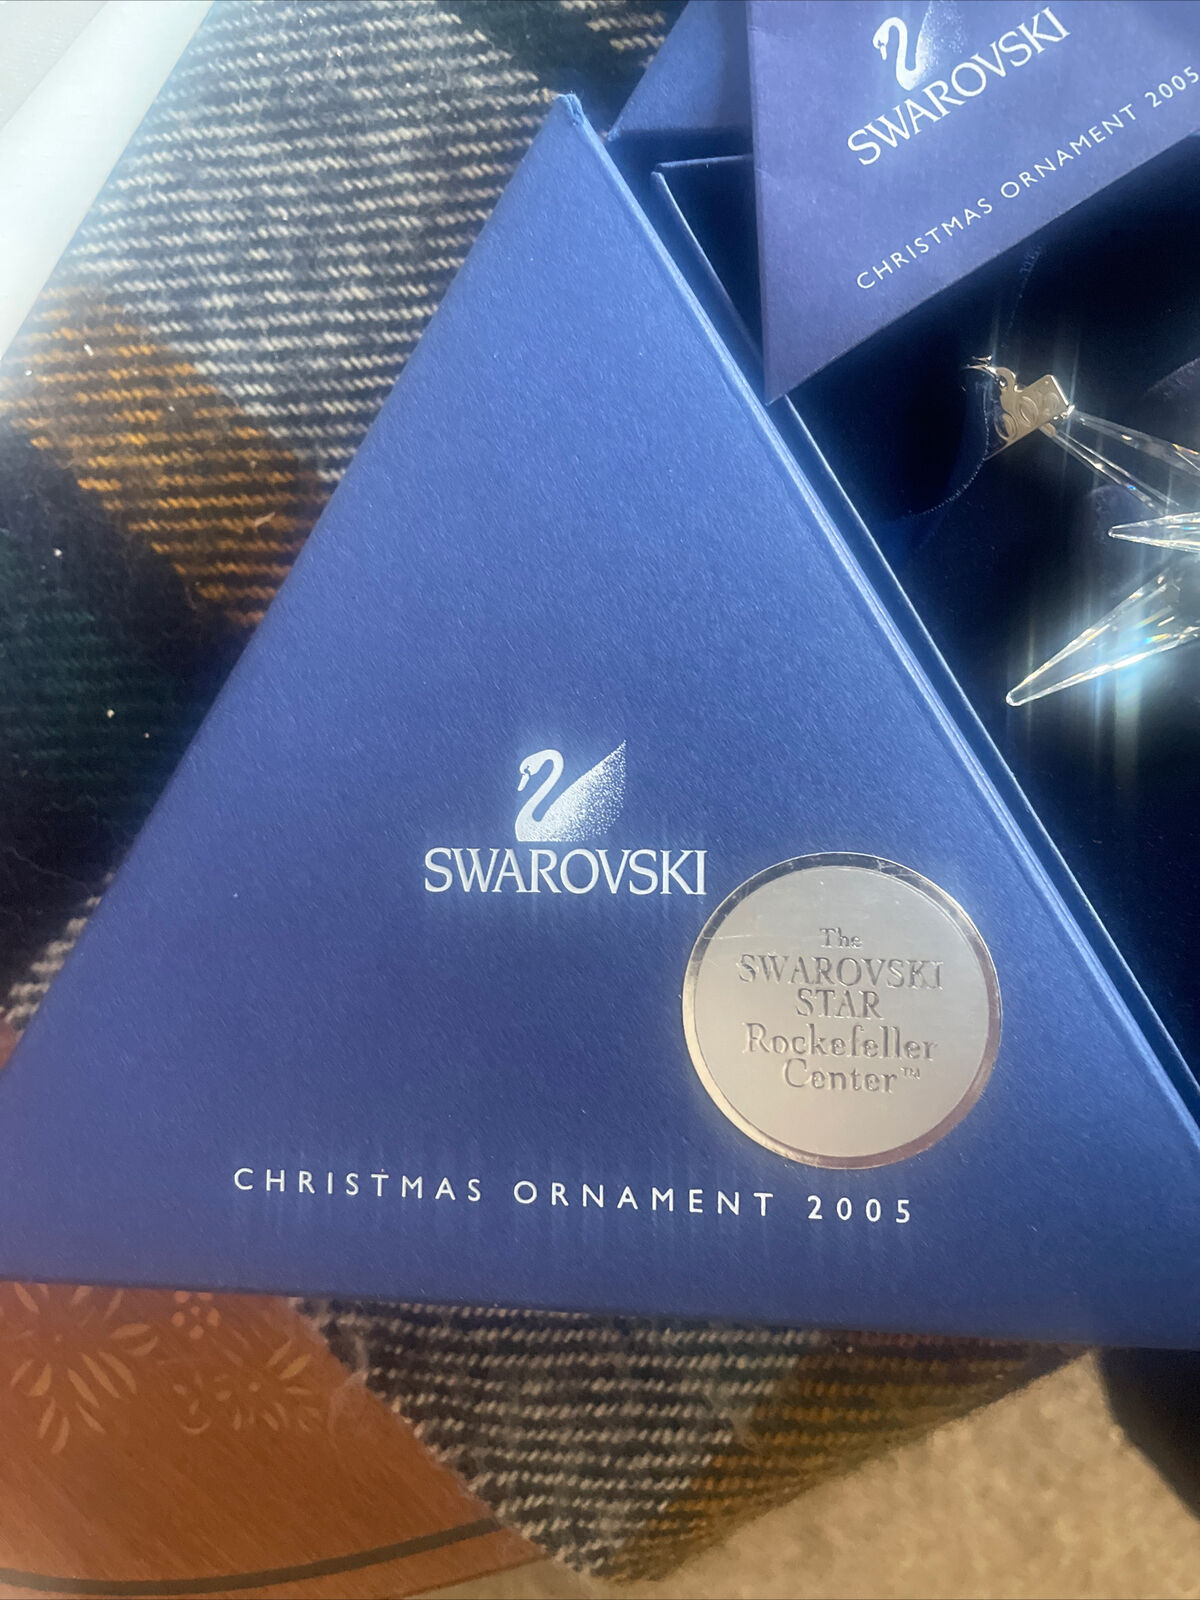 SWAROVSKI
CHRISTMAS ORNAMENT 2005
SWAROVSKI
The
SWAROVSKI
STAR
Rockefeller
Center™
CHRISTMAS ORNAMENT 2005